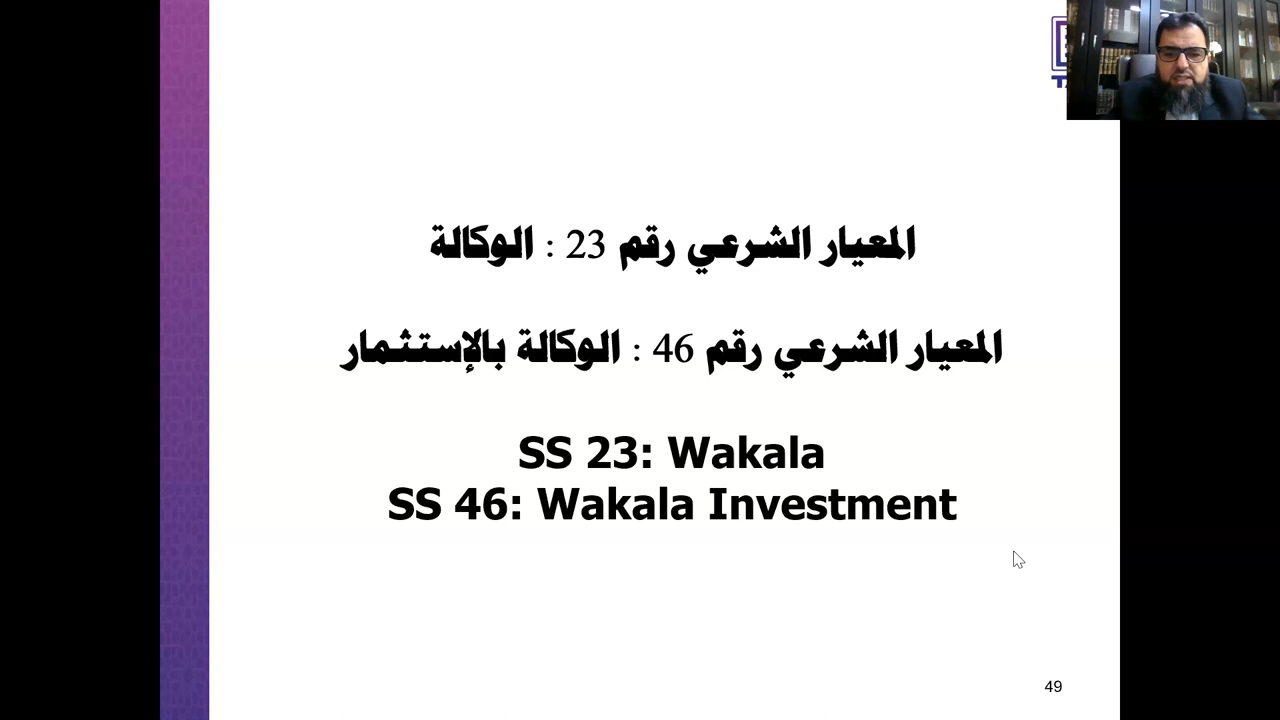 المعيار الشرعي رقم 23 : الوكالة
المعيار الشرعي رقم 46 : الوكالة بالإستثمار
SS 23: Wakala
SS 46: Wakala Investment
49